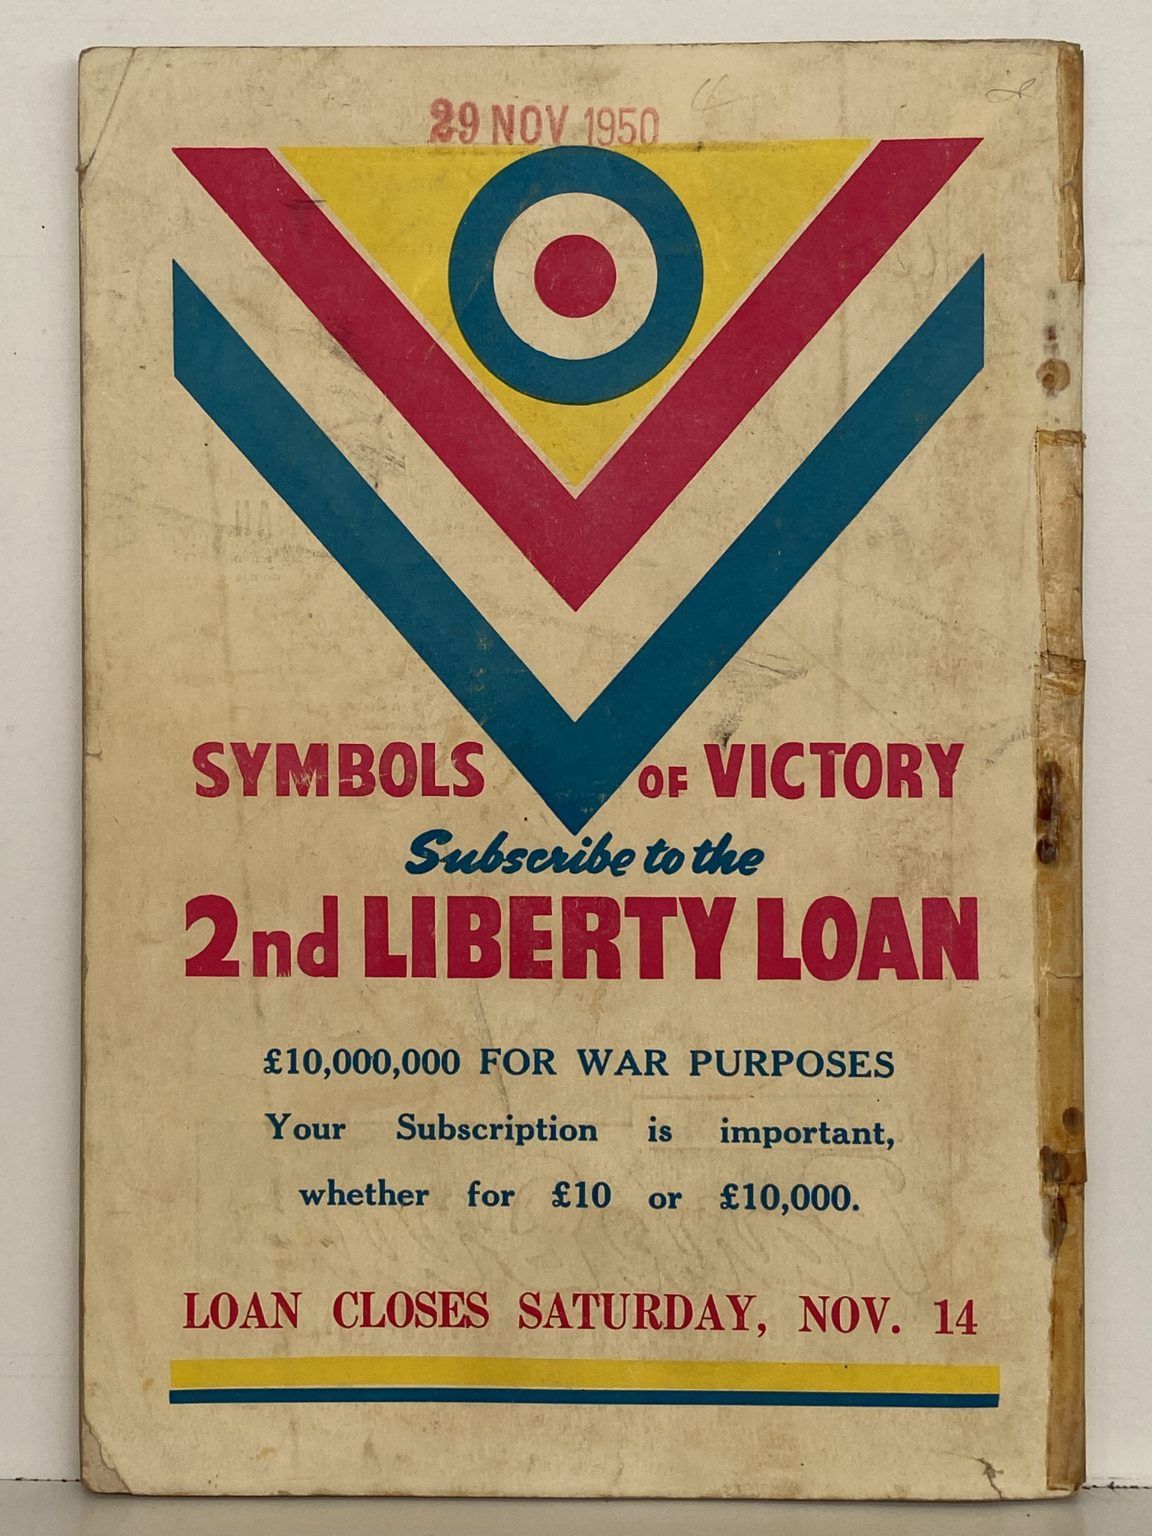 29 NOV 1950
SYMBOLS OF VICTORY
Subscribe to the
2nd LIBERTY LOAN
£10,000,000 FOR WAR PURPOSES
Your Subscription is important,
whether for £10 or £10,000.
LOAN CLOSES SATURDAY, NOV. 14